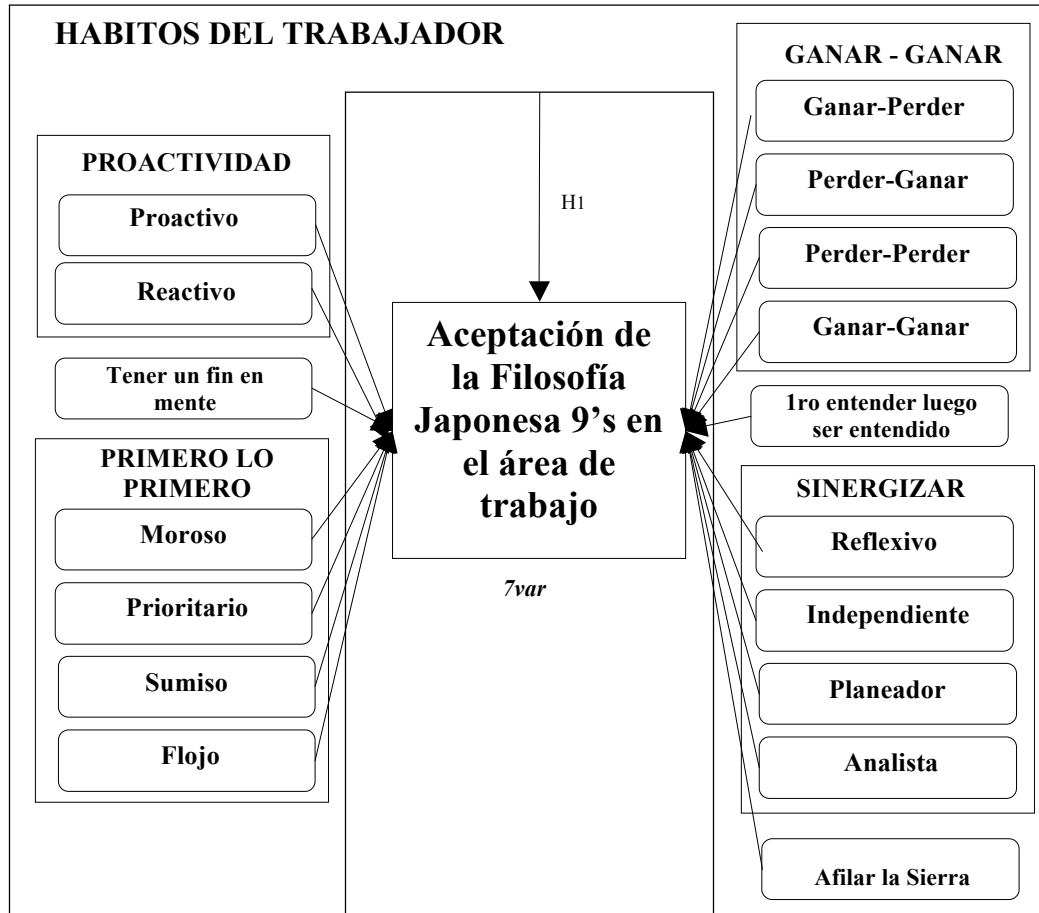 HABITOS DEL TRABAJADOR
PROACTIVIDAD
Proactivo
Reactivo
Tener un fin en
mente
PRIMERO LO
PRIMERO
Moroso
Prioritario
Sumiso
Flojo
H1
Aceptación de
la Filosofía
Japonesa 9’s en
el área de
trabajo
7var
GANAR - GANAR
Ganar-Perder
Perder-Ganar
Perder-Perder
Ganar-Ganar
1ro entender luego
ser entendido
SINERGIZAR
Reflexivo
Independiente
Planeador
Analista
Afilar la Sierra